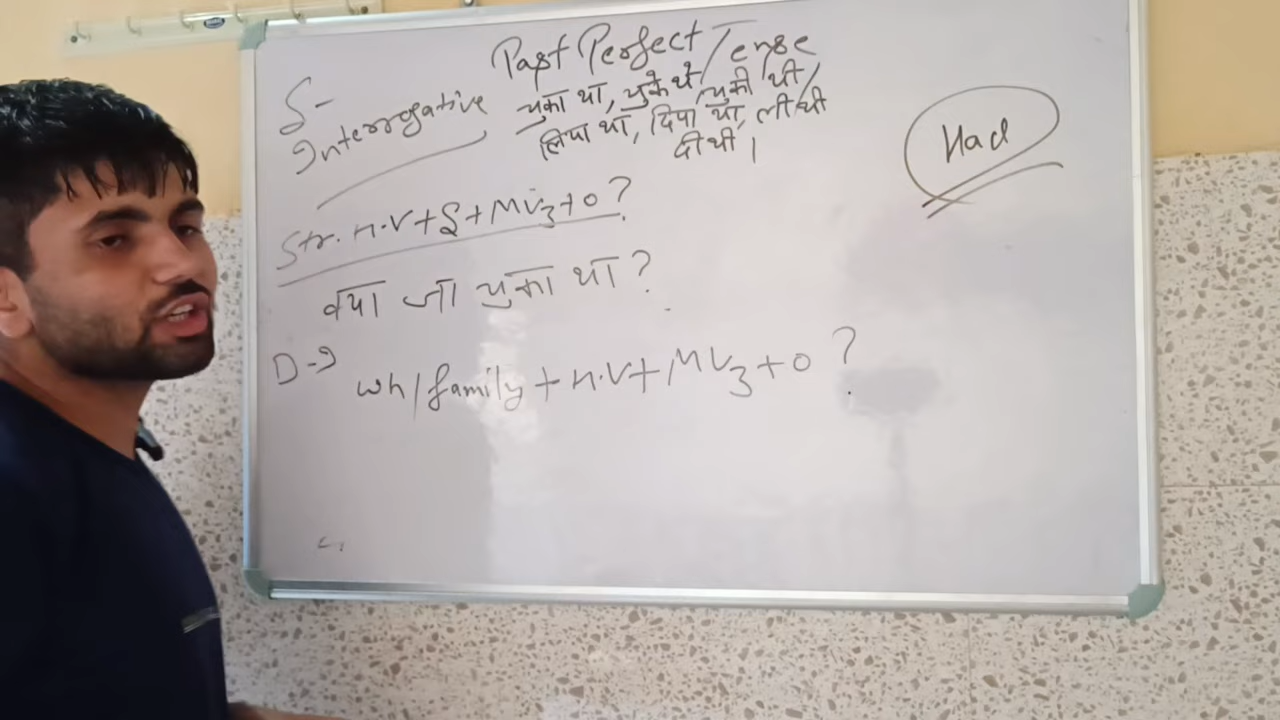 Past Perfect Tense
S-
Interrogative
चुका था, चुके थे, चुकी थी/
लिया था, दिया था, ली थी
दी थी।
Had
Str. H.V+S+MV3+O?
क्या जा चुका था?
D-I
wh/family+H.V+MV3+O?